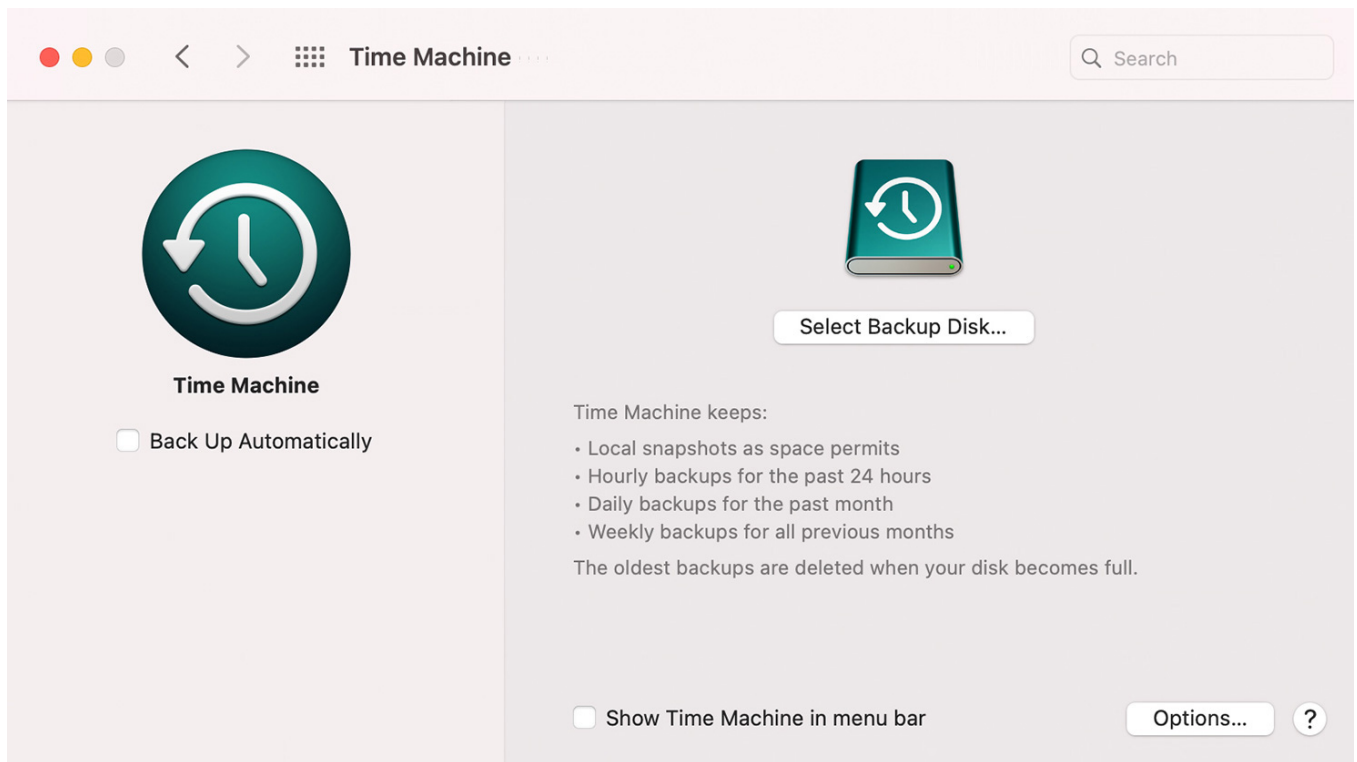 Time Machine
Search
Time Machine
Back Up Automatically
Select Backup Disk...
Time Machine keeps:
• Local snapshots as space permits
• Hourly backups for the past 24 hours
• Daily backups for the past month
• Weekly backups for all previous months
The oldest backups are deleted when your disk becomes full.
Show Time Machine in menu bar
Options...
?